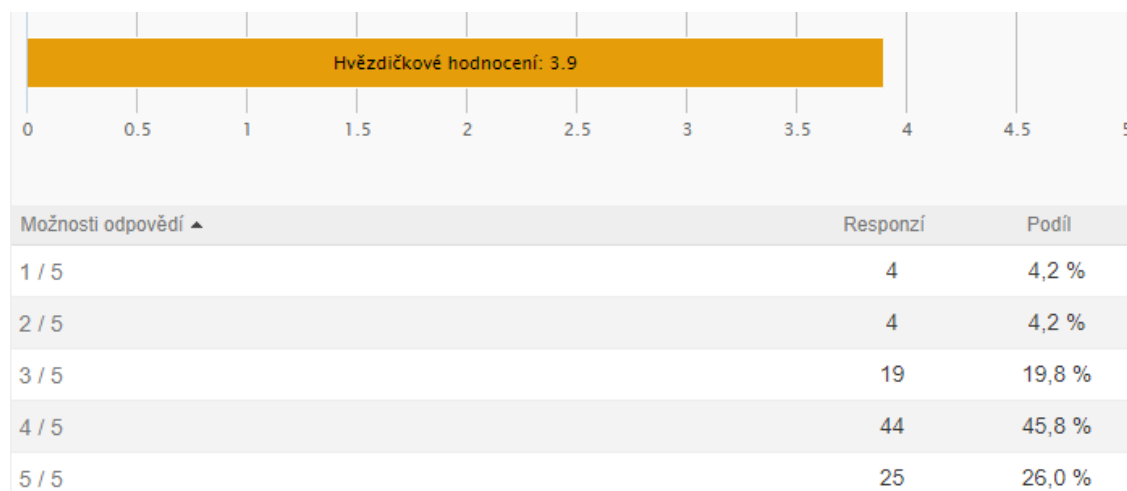 Hvězdičkové hodnocení: 3.9
0 0.5 1 1.5 2 2.5 3 3.5 4 4.5 5
Možnosti odpovědí ▲ Responzí Podíl
1 / 5 4 4,2 %
2 / 5 4 4,2 %
3 / 5 19 19,8 %
4 / 5 44 45,8 %
5 / 5 25 26,0 %